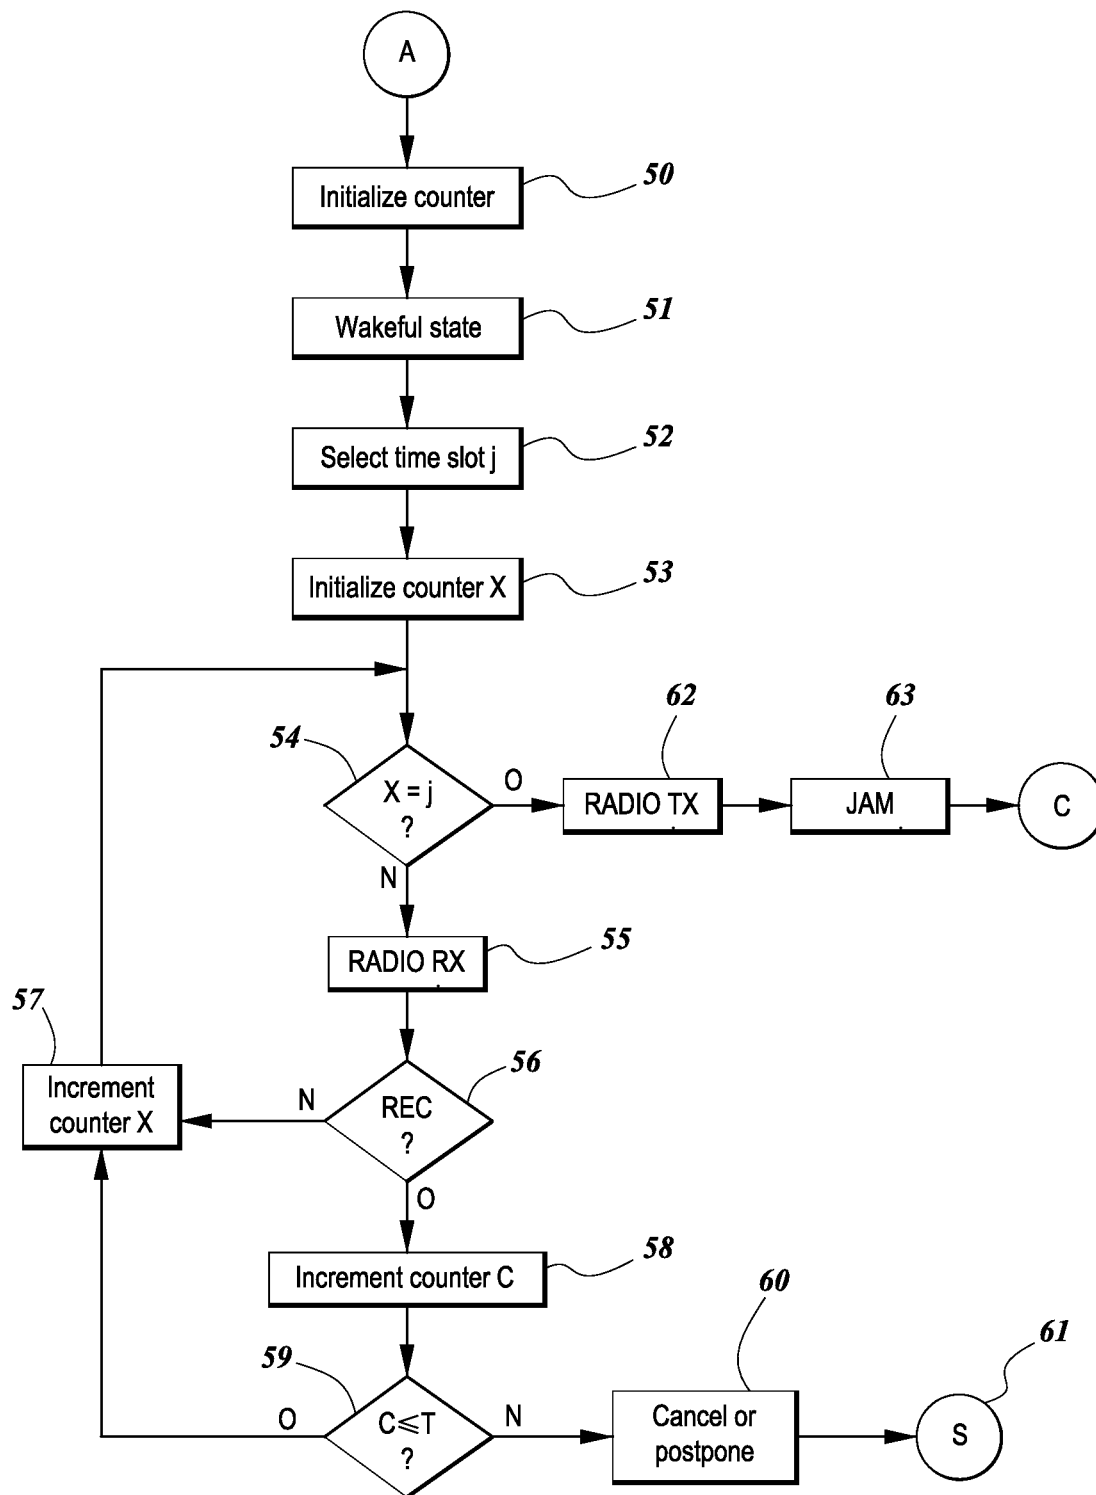 A
Initialize counter
50
Wakeful state
51
Select time slot j
52
Initialize counter X
53
54
X = j
?
O
N
62
RADIO TX
63
JAM
C
RADIO RX
55
57
Increment
counter X
N
REC
?
56
O
Increment counter C
58
59
O
C⩽T
?
N
60
Cancel or
postpone
61
S